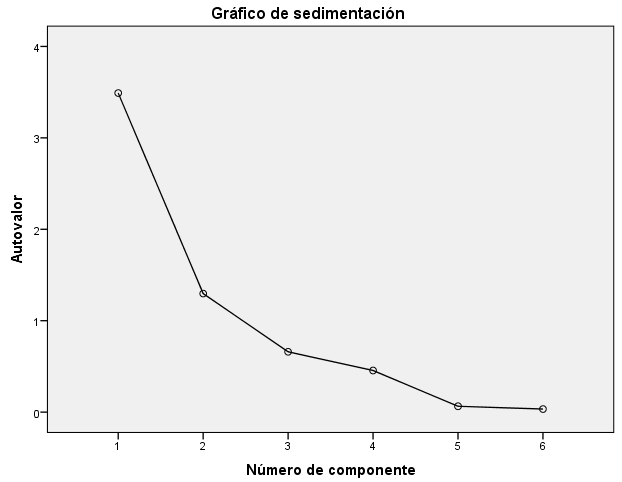 Gráfico de sedimentación
4
3
2
1
0
Autovalor
1 2 3 4 5 6
Número de componente